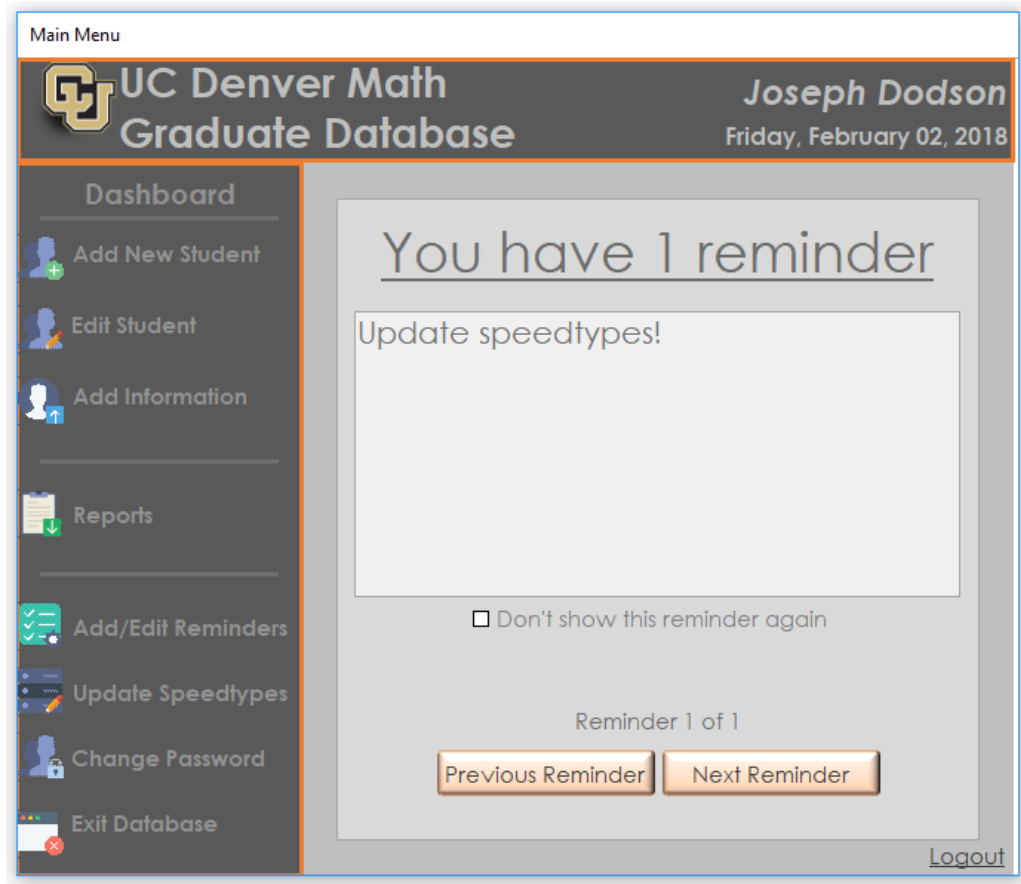 Main Menu
UC Denver Math
Graduate Database
Joseph Dodson
Friday, February 02, 2018
Dashboard
Add New Student
Edit Student
Add Information
Reports
Add/Edit Reminders
Update Speedtypes
Change Password
Exit Database
You have 1 reminder
Update speedtypes!
Don't show this reminder again
Reminder 1 of 1
Previous Reminder
Next Reminder
Logout